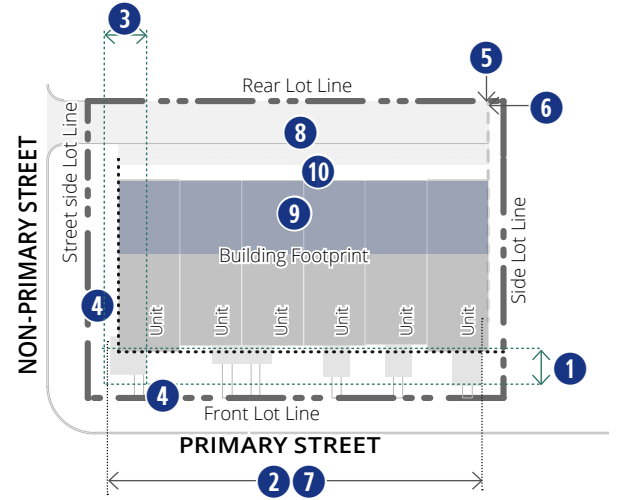 3
5
Rear Lot Line
6
8
10
9
Building Footprint
NON-PRIMARY STREET
Street side Lot Line
Side Lot Line
4
Unit
Unit
Unit
Unit
Unit
Unit
1
4
Front Lot Line
PRIMARY STREET
2 7